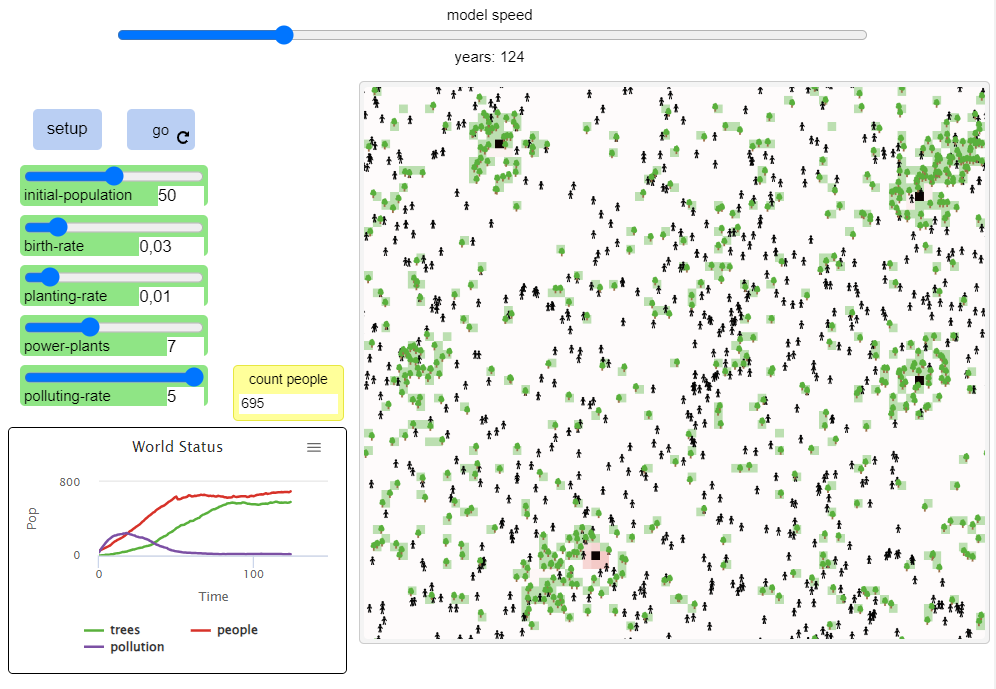 model speed
years: 124
setup
go
initial-population 50
birth-rate 0,03
planting-rate 0,01
power-plants 7
polluting-rate 5
count people
695
World Status
800
Pop
0
0 100
Time
trees people
pollution